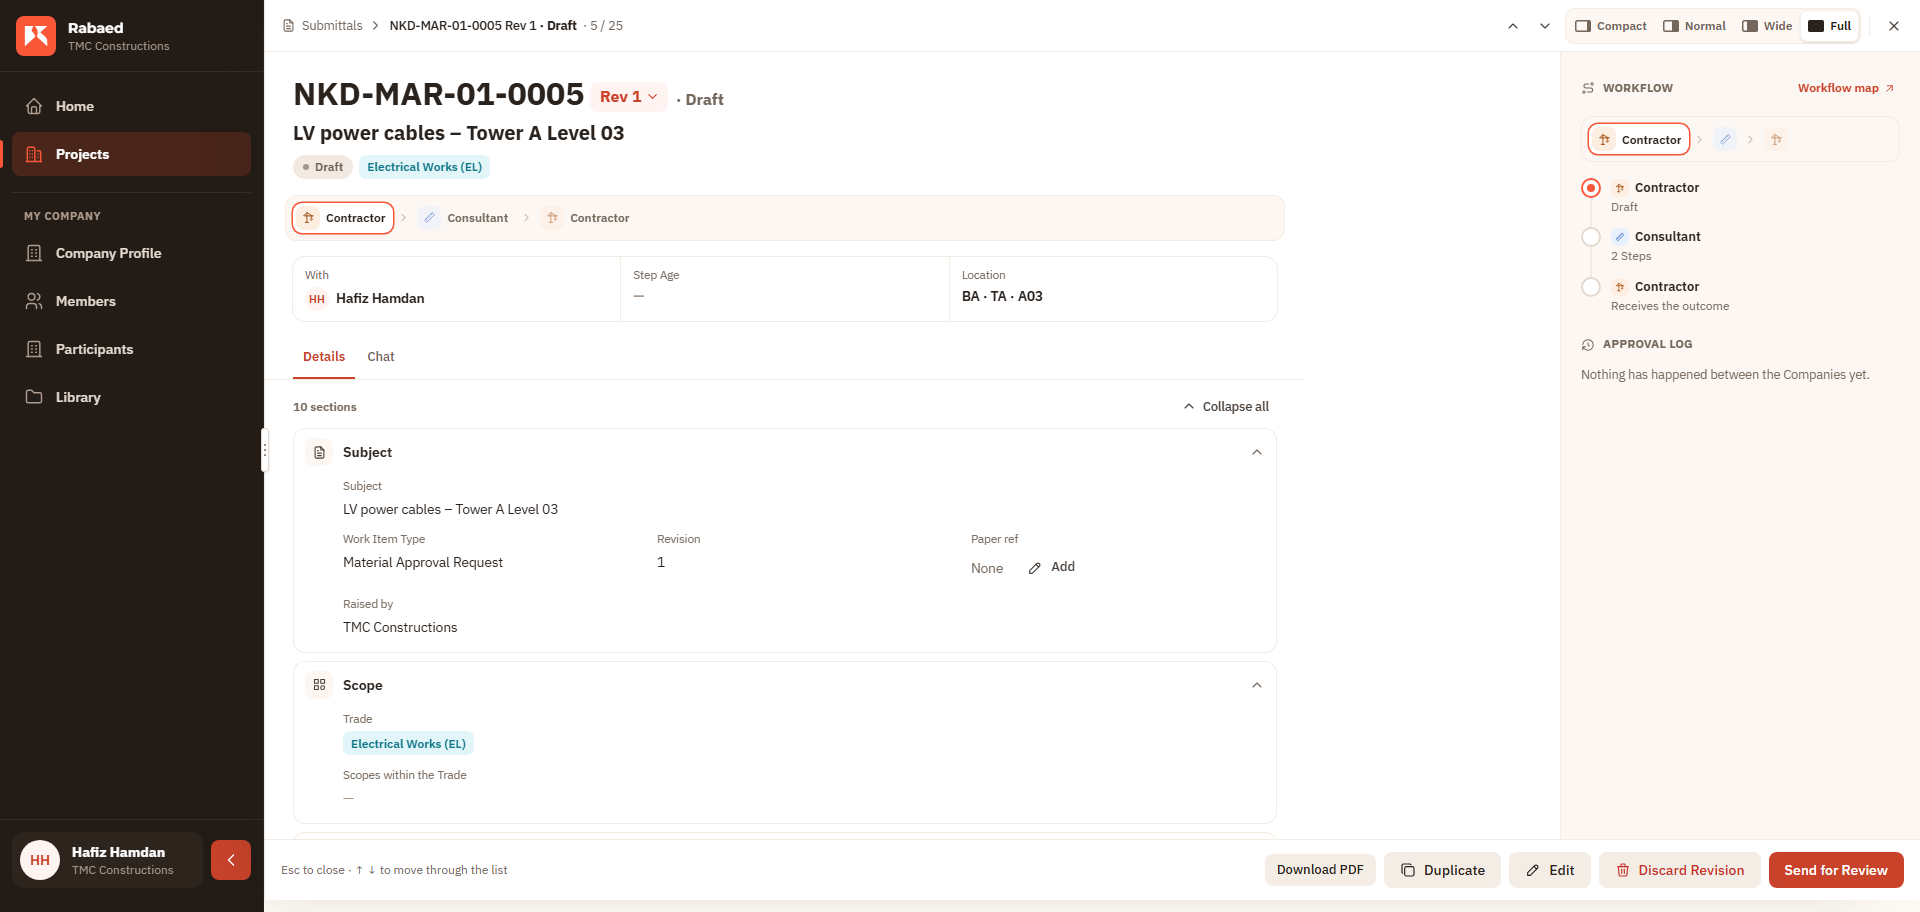 Rabaed
TMC Constructions
Home
Projects
MY COMPANY
Company Profile
Members
Participants
Library
HH
Hafiz Hamdan
TMC Constructions
Submittals
NKD-MAR-01-0005 Rev 1 · Draft · 5 / 25
Compact
Normal
Wide
Full
NKD-MAR-01-0005
Rev 1
· Draft
LV power cables – Tower A Level 03
Draft
Electrical Works (EL)
Contractor
Consultant
Contractor
With
HH Hafiz Hamdan
Step Age
—
Location
BA · TA · A03
Details
Chat
10 sections
Collapse all
Subject
Subject
LV power cables – Tower A Level 03
Work Item Type
Material Approval Request
Revision
1
Paper ref
None
Add
Raised by
TMC Constructions
Scope
Trade
Electrical Works (EL)
Scopes within the Trade
—
WORKFLOW
Workflow map
Contractor
Contractor
Draft
Consultant
2 Steps
Contractor
Receives the outcome
APPROVAL LOG
Nothing has happened between the Companies yet.
Esc to close · ↑ ↓ to move through the list
Download PDF
Duplicate
Edit
Discard Revision
Send for Review